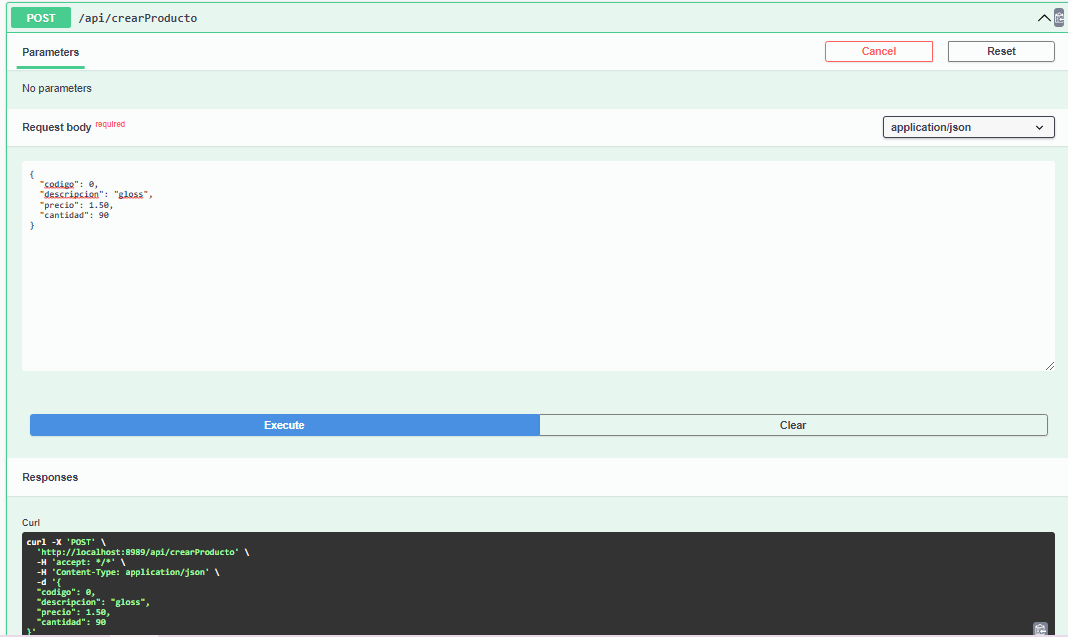 POST /api/crearProducto
Parameters Cancel Reset
No parameters
Request body required application/json
{
"codigo": 0,
"descripcion": "gloss",
"precio": 1.50,
"cantidad": 90
}
Execute Clear
Responses
Curl
curl -X 'POST' \
'http://localhost:8989/api/crearProducto' \
-H 'accept: */*' \
-H 'Content-Type: application/json' \
-d '{
"codigo": 0,
"descripcion": "gloss",
"precio": 1.50,
"cantidad": 90
}'